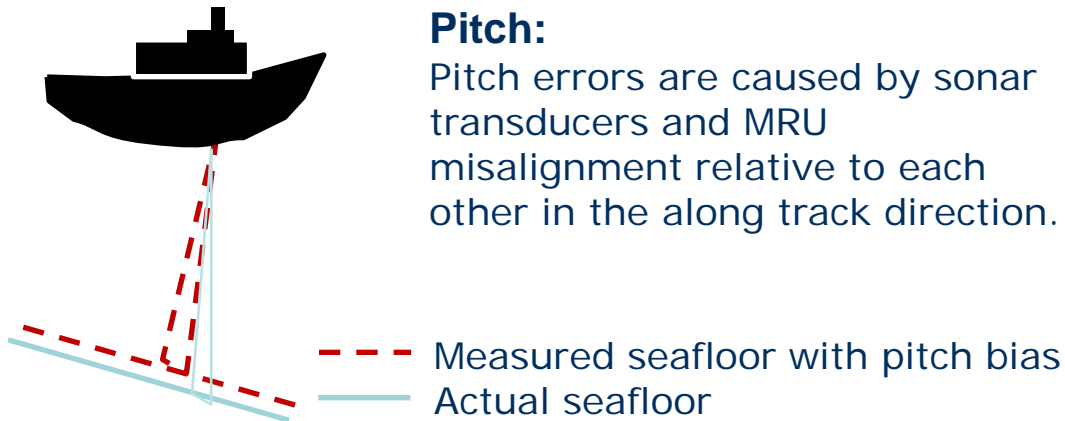 Pitch:
Pitch errors are caused by sonar
transducers and MRU
misalignment relative to each
other in the along track direction.
Measured seafloor with pitch bias
Actual seafloor